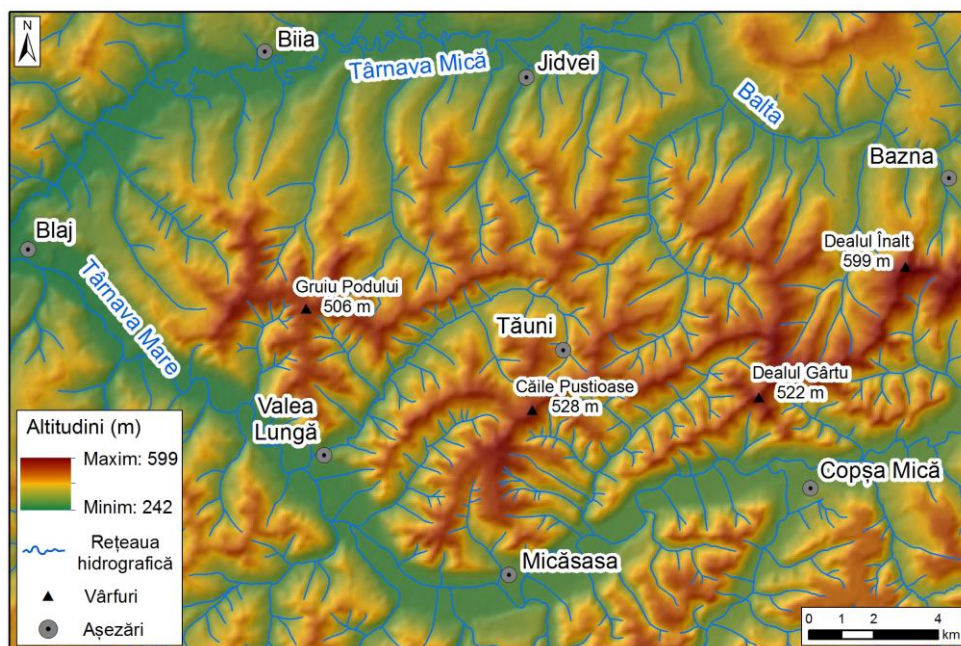 N
Biia
Târnava Mică
Jidvei
Balta
Bazna
Blaj
Dealul Înalt
599 m
Târnava Mare
Gruiu Podului
506 m
Tăuni
Căile Pustioase
528 m
Dealul Gârtu
522 m
Valea
Lungă
Copșa Mică
Micăsasa
Altitudini (m)
Maxim: 599
Minim: 242
Rețeaua
hidrografică
Vârfuri
Așezări
0 1 2 4
km